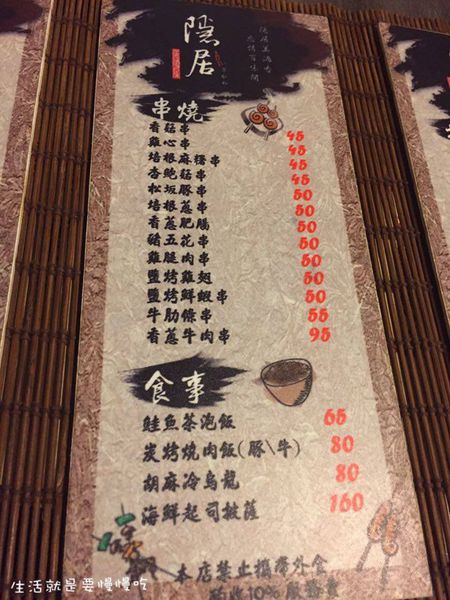 隱居
串燒
香菇串 45
雞心串 45
培根麻糬串 45
杏鮑菇串 45
松坂豚串 50
培根蔥串 50
香蔥肥腸 50
豬五花串 50
雞腿肉串 50
鹽烤雞翅 50
鹽烤鮮蝦串 50
牛肋條串 55
香蔥牛肉串 95
食事
鮭魚茶泡飯 65
炭烤燒肉飯(豚\牛) 80
胡麻冷烏龍 80
海鮮起司披薩 160
本店禁止攜帶外食
10%服務費
生活就是要慢慢吃